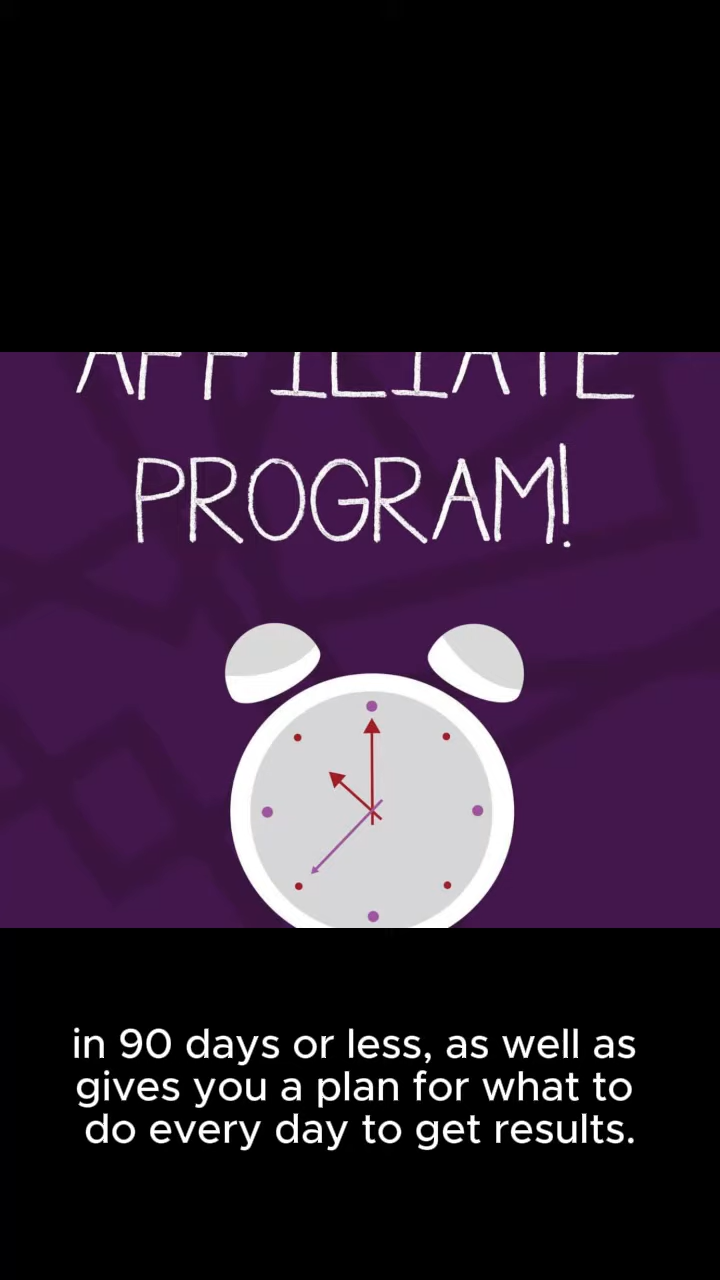 AFFILIATE
PROGRAM!
in 90 days or less, as well as
gives you a plan for what to
do every day to get results.